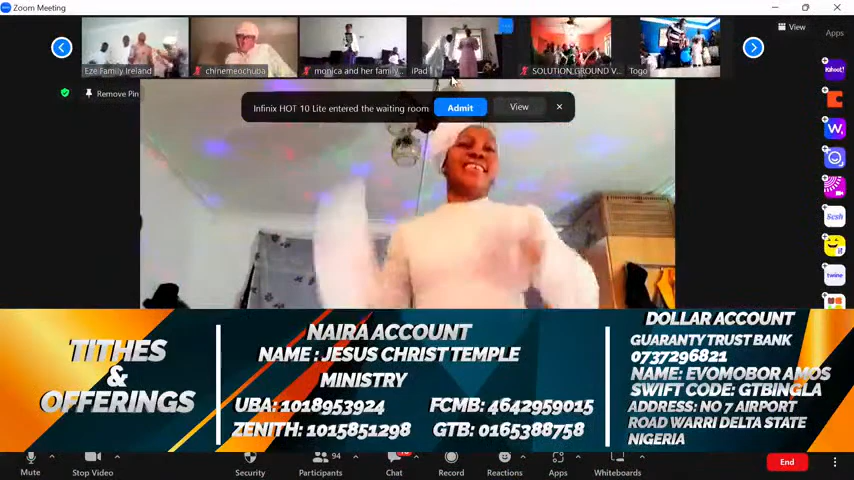 Zoom Meeting
View
Apps
Eze Family Ireland
chinemeochuba
monica and her famil V...
iPad
SOLUTION GROUND V...
Togo
Remove Pin
Infinix HOT 10 Lite entered the waiting room
Admit
View
TITHES
&
OFFERINGS
NAIRA ACCOUNT
NAME : JESUS CHRIST TEMPLE
MINISTRY
UBA: 1018953924
FCMB: 4642959015
ZENITH: 1015851298
GTB: 0165388758
DOLLAR ACCOUNT
GUARANTY TRUST BANK
0737296821
NAME: EVOMOBOR AMOS
SWIFT CODE: GTBINGLA
ADDRESS: NO 7 AIRPORT
ROAD WARRI DELTA STATE
NIGERIA
Kahoot!
Sesh
twine
Mute
Stop Video
Security
Participants
94
Chat
Record
Reactions
Apps
Whiteboards
End